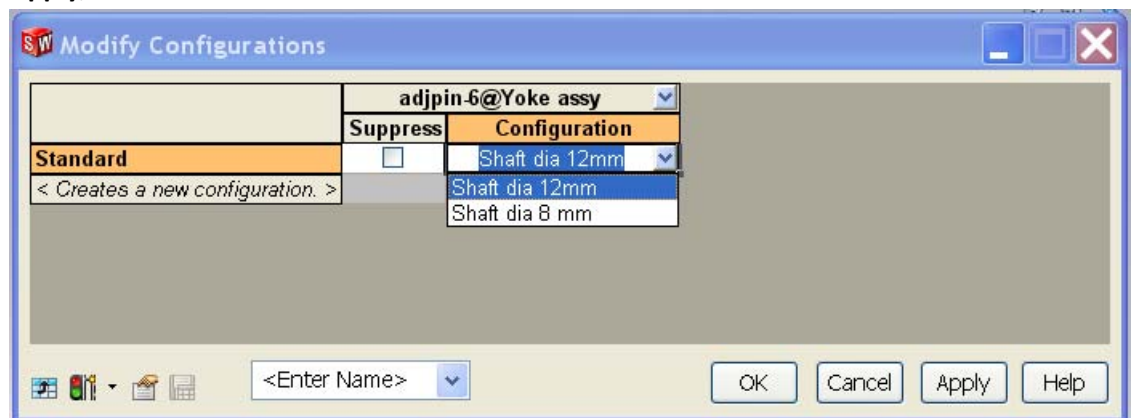 SW Modify Configurations
adjpin-6@Yoke assy
Suppress Configuration
Standard Shaft dia 12mm
< Creates a new configuration. > Shaft dia 12mm
Shaft dia 8 mm
<Enter Name> OK Cancel Apply Help